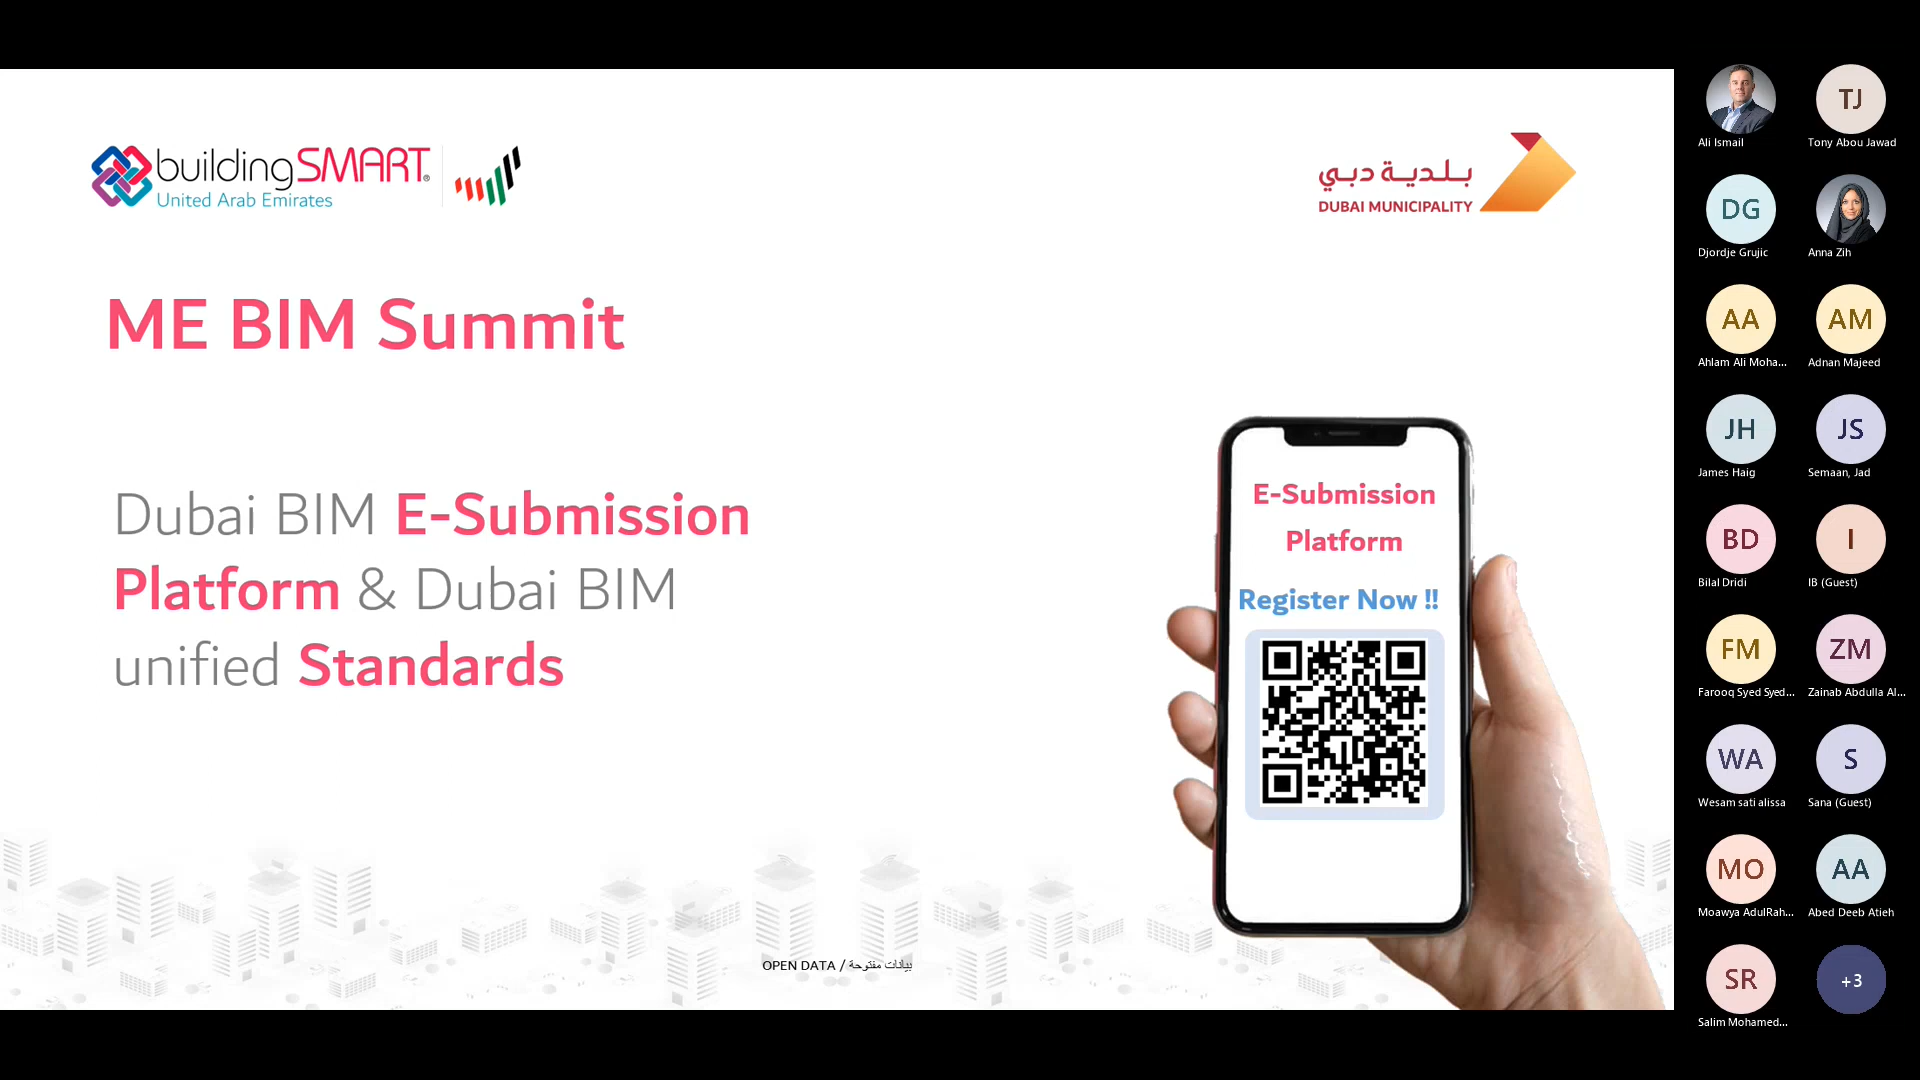 buildingSMART®
United Arab Emirates
بلدية دبي
DUBAI MUNICIPALITY
ME BIM Summit
Dubai BIM E-Submission
Platform & Dubai BIM
unified Standards
E-Submission
Platform
Register Now !!
OPEN DATA / بيانات مفتوحة
Ali Ismail
TJ
Tony Abou Jawad
DG
Djordje Grujic
Anna Zih
AA
Ahlam Ali Moha...
AM
Adnan Majeed
JH
James Haig
JS
Semaan, Jad
BD
Bilal Dridi
I
IB (Guest)
FM
Farooq Syed Syed...
ZM
Zainab Abdulla Al...
WA
Wesam sati alissa
S
Sana (Guest)
MO
Moawya AdulRah...
AA
Abed Deeb Atieh
SR
Salim Mohamed...
+3